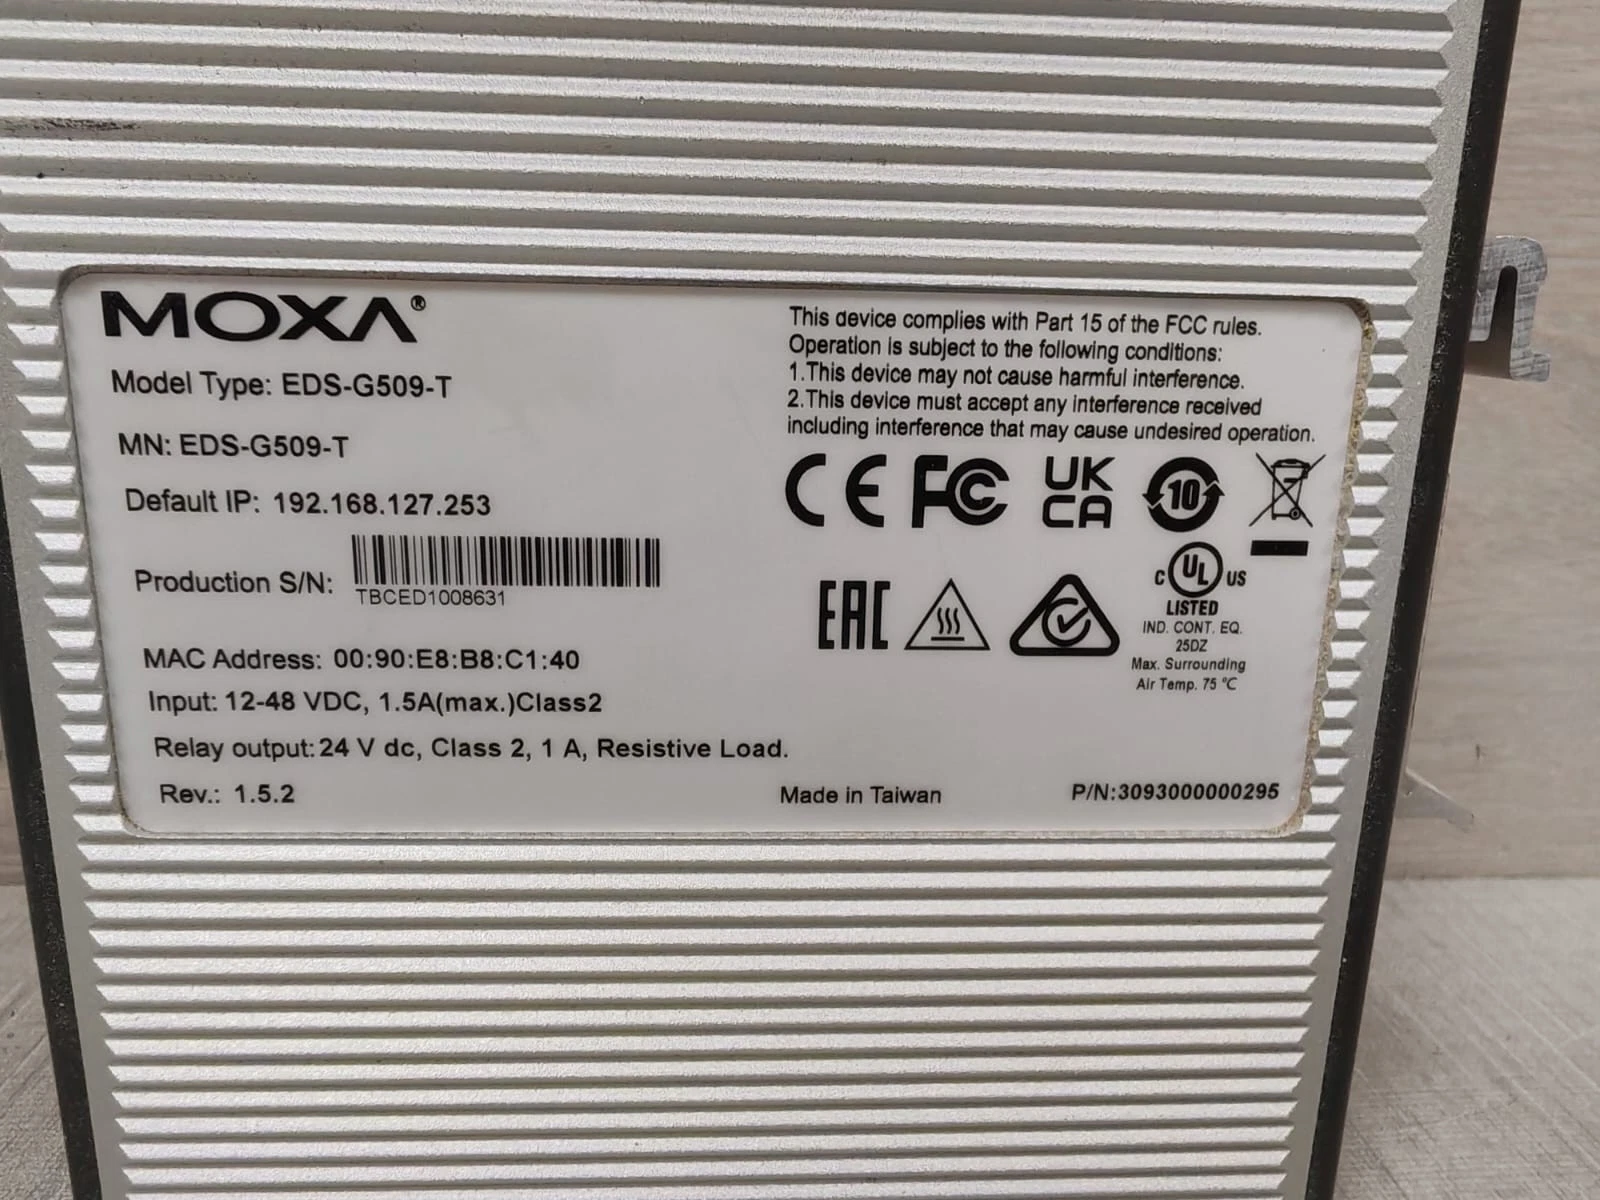 MOXA®
Model Type: EDS-G509-T
MN: EDS-G509-T
Default IP: 192.168.127.253
Production S/N:
TBCED1008631
MAC Address: 00:90:E8:B8:C1:40
Input: 12-48 VDC, 1.5A(max.)Class2
Relay output: 24 V dc, Class 2, 1 A, Resistive Load.
Rev.: 1.5.2
This device complies with Part 15 of the FCC rules.
Operation is subject to the following conditions:
1.This device may not cause harmful interference.
2.This device must accept any interference received
including interference that may cause undesired operation.
CE FC UK CA 10
EAC
C UL US
LISTED
IND. CONT. EQ.
25DZ
Max. Surrounding
Air Temp. 75 °C
Made in Taiwan
P/N:3093000000295